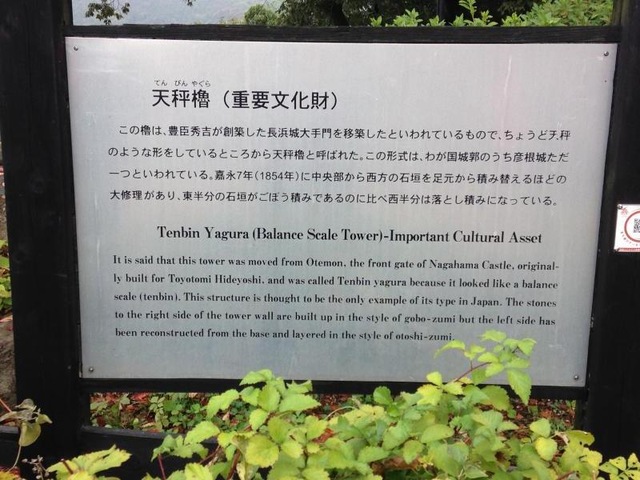 てん びん やぐら
天秤櫓（重要文化財）
この櫓は、豊臣秀吉が創築した長浜城大手門を移築したといわれているもので、ちょうど天秤
のような形をしているところから天秤櫓と呼ばれた。この形式は、わが国城郭のうち彦根城ただ
一つといわれている。嘉永7年(1854年)に中央部から西方の石垣を足元から積み替えるほどの
大修理があり、東半分の石垣がごぼう積みであるのに比べ西半分は落とし積みになっている。
Tenbin Yagura (Balance Scale Tower)-Important Cultural Asset
It is said that this tower was moved from Otemon, the front gate of Nagahama Castle, original-
ly built for Toyotomi Hideyoshi, and was called Tenbin yagura because it looked like a balance
scale (tenbin). This structure is thought to be the only example of its type in Japan. The stones
to the right side of the tower wall are built up in the style of gobo-zumi but the left side has
been reconstructed from the base and layered in the style of otoshi-zumi.